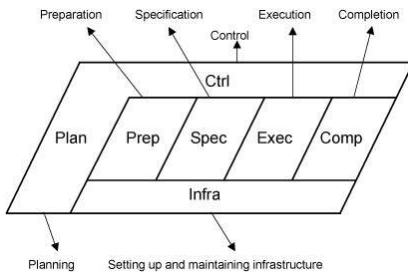 Preparation Specification Execution Completion
Control
Ctrl
Plan Prep Spec Exec Comp
Infra
Planning Setting up and maintaining infrastructure